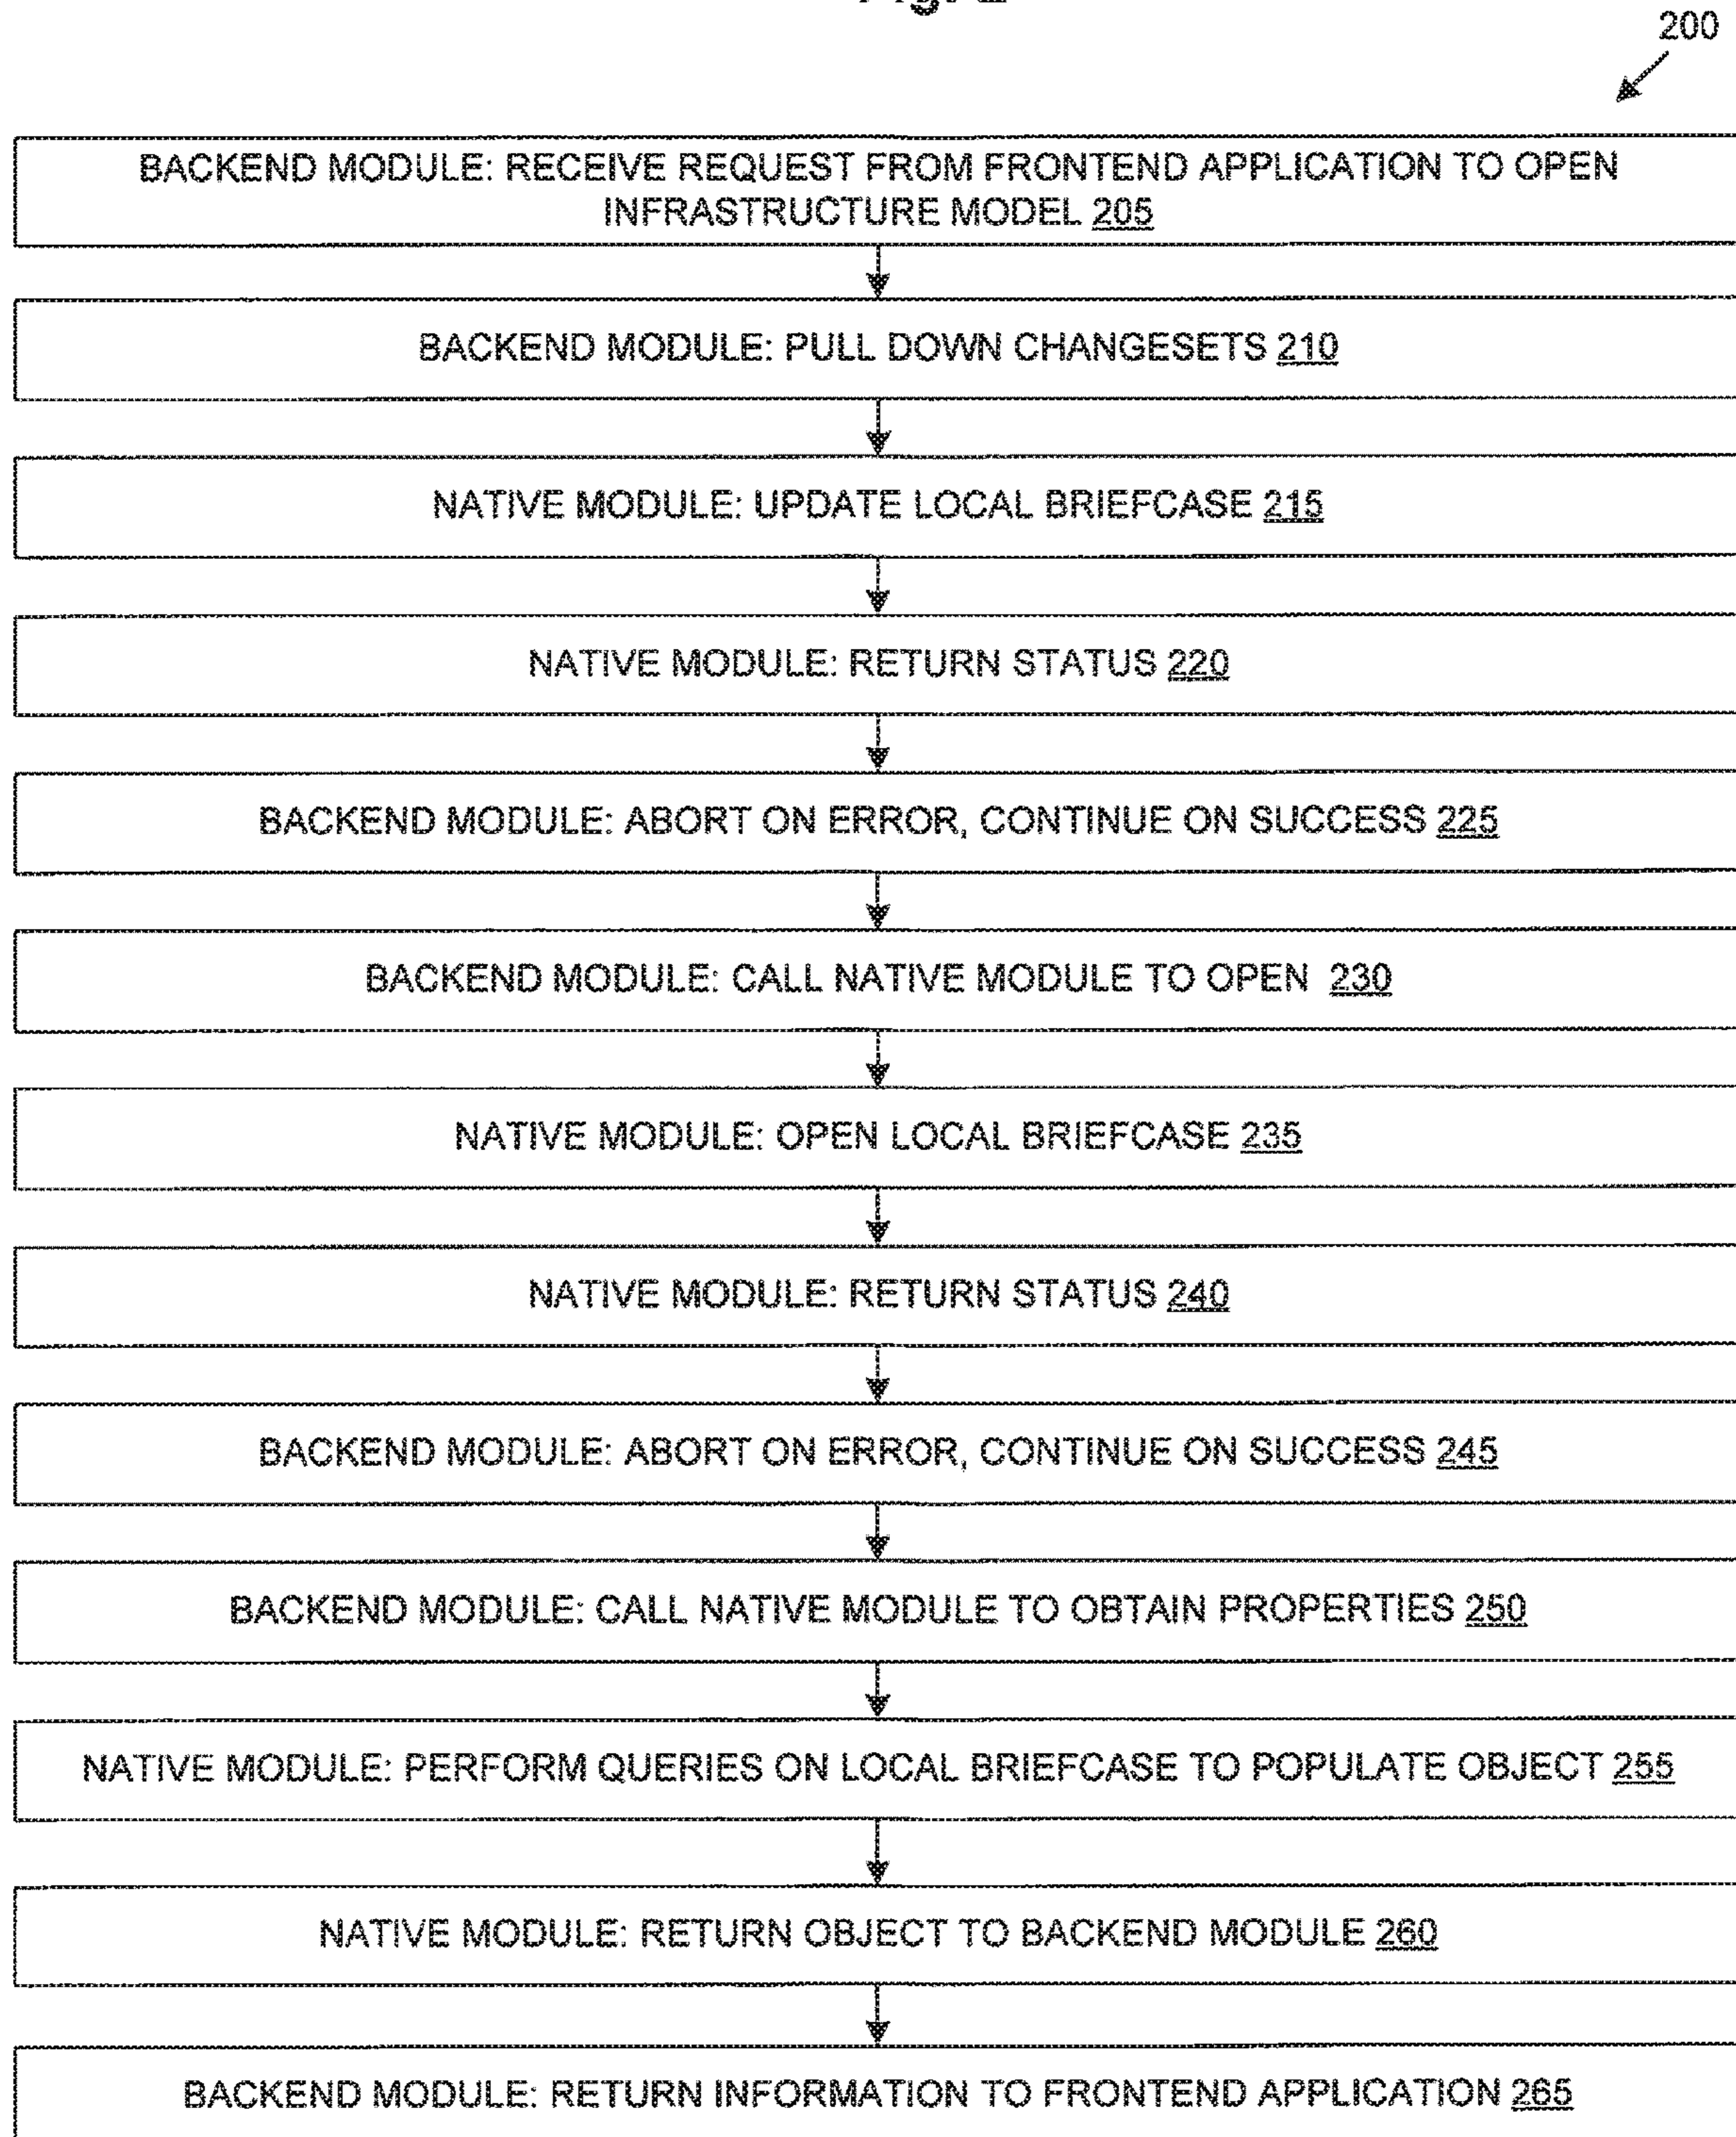 200
BACKEND MODULE: RECEIVE REQUEST FROM FRONTEND APPLICATION TO OPEN
INFRASTRUCTURE MODEL 205
BACKEND MODULE: PULL DOWN CHANGESETS 210
NATIVE MODULE: UPDATE LOCAL BRIEFCASE 215
NATIVE MODULE: RETURN STATUS 220
BACKEND MODULE: ABORT ON ERROR, CONTINUE ON SUCCESS 225
BACKEND MODULE: CALL NATIVE MODULE TO OPEN 230
NATIVE MODULE: OPEN LOCAL BRIEFCASE 235
NATIVE MODULE: RETURN STATUS 240
BACKEND MODULE: ABORT ON ERROR, CONTINUE ON SUCCESS 245
BACKEND MODULE: CALL NATIVE MODULE TO OBTAIN PROPERTIES 250
NATIVE MODULE: PERFORM QUERIES ON LOCAL BRIEFCASE TO POPULATE OBJECT 255
NATIVE MODULE: RETURN OBJECT TO BACKEND MODULE 260
BACKEND MODULE: RETURN INFORMATION TO FRONTEND APPLICATION 265